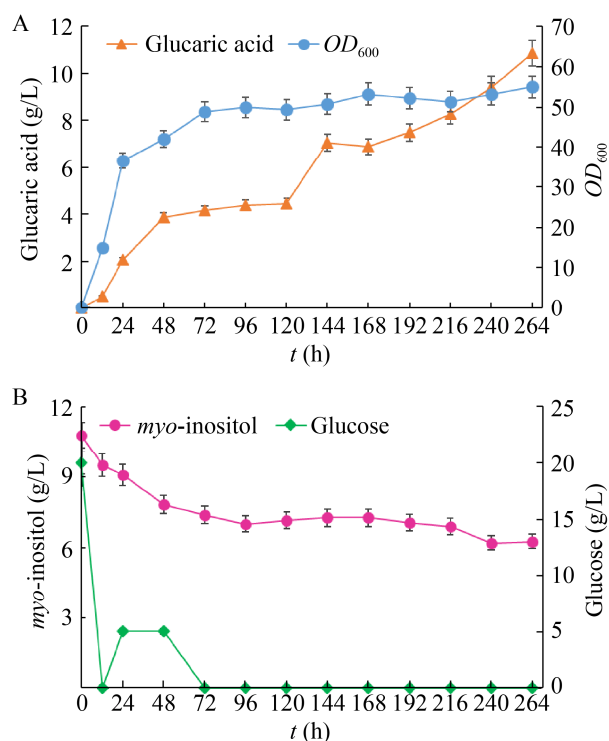 A
Glucaric acid
OD600
12
10
8
6
4
2
Glucaric acid (g/L)
70
60
50
40
30
20
10
0
OD600
0 24 48 72 96 120 144 168 192 216 240 264
t (h)
B
myo-inositol
Glucose
12
9
6
3
myo-inositol (g/L)
25
20
15
10
5
0
Glucose (g/L)
0 24 48 72 96 120 144 168 192 216 240 264
t (h)